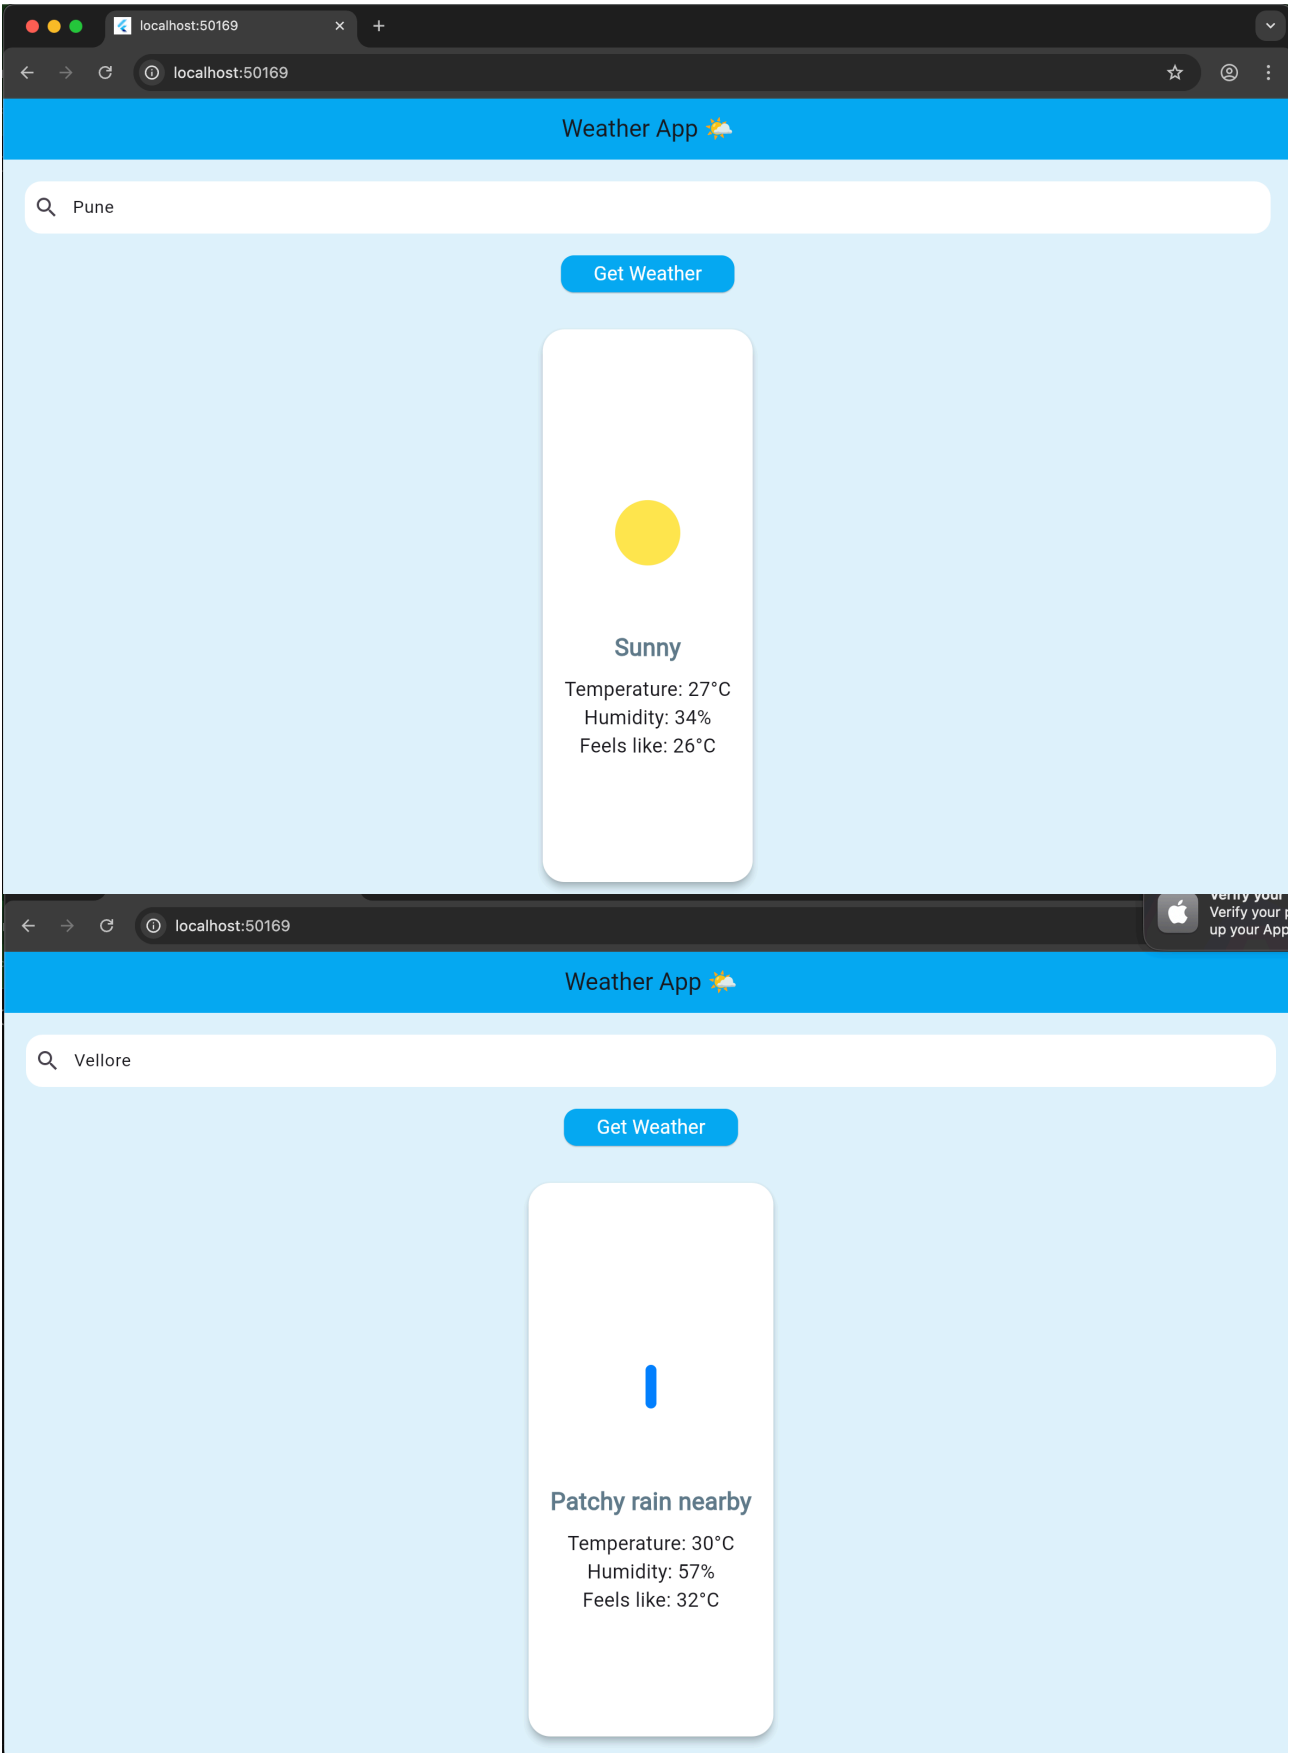 localhost:50169
localhost:50169
Weather App 🌤️
Pune
Get Weather
Sunny
Temperature: 27°C
Humidity: 34%
Feels like: 26°C
Verify your
Verify your p
up your App
localhost:50169
Weather App 🌤️
Vellore
Get Weather
Patchy rain nearby
Temperature: 30°C
Humidity: 57%
Feels like: 32°C